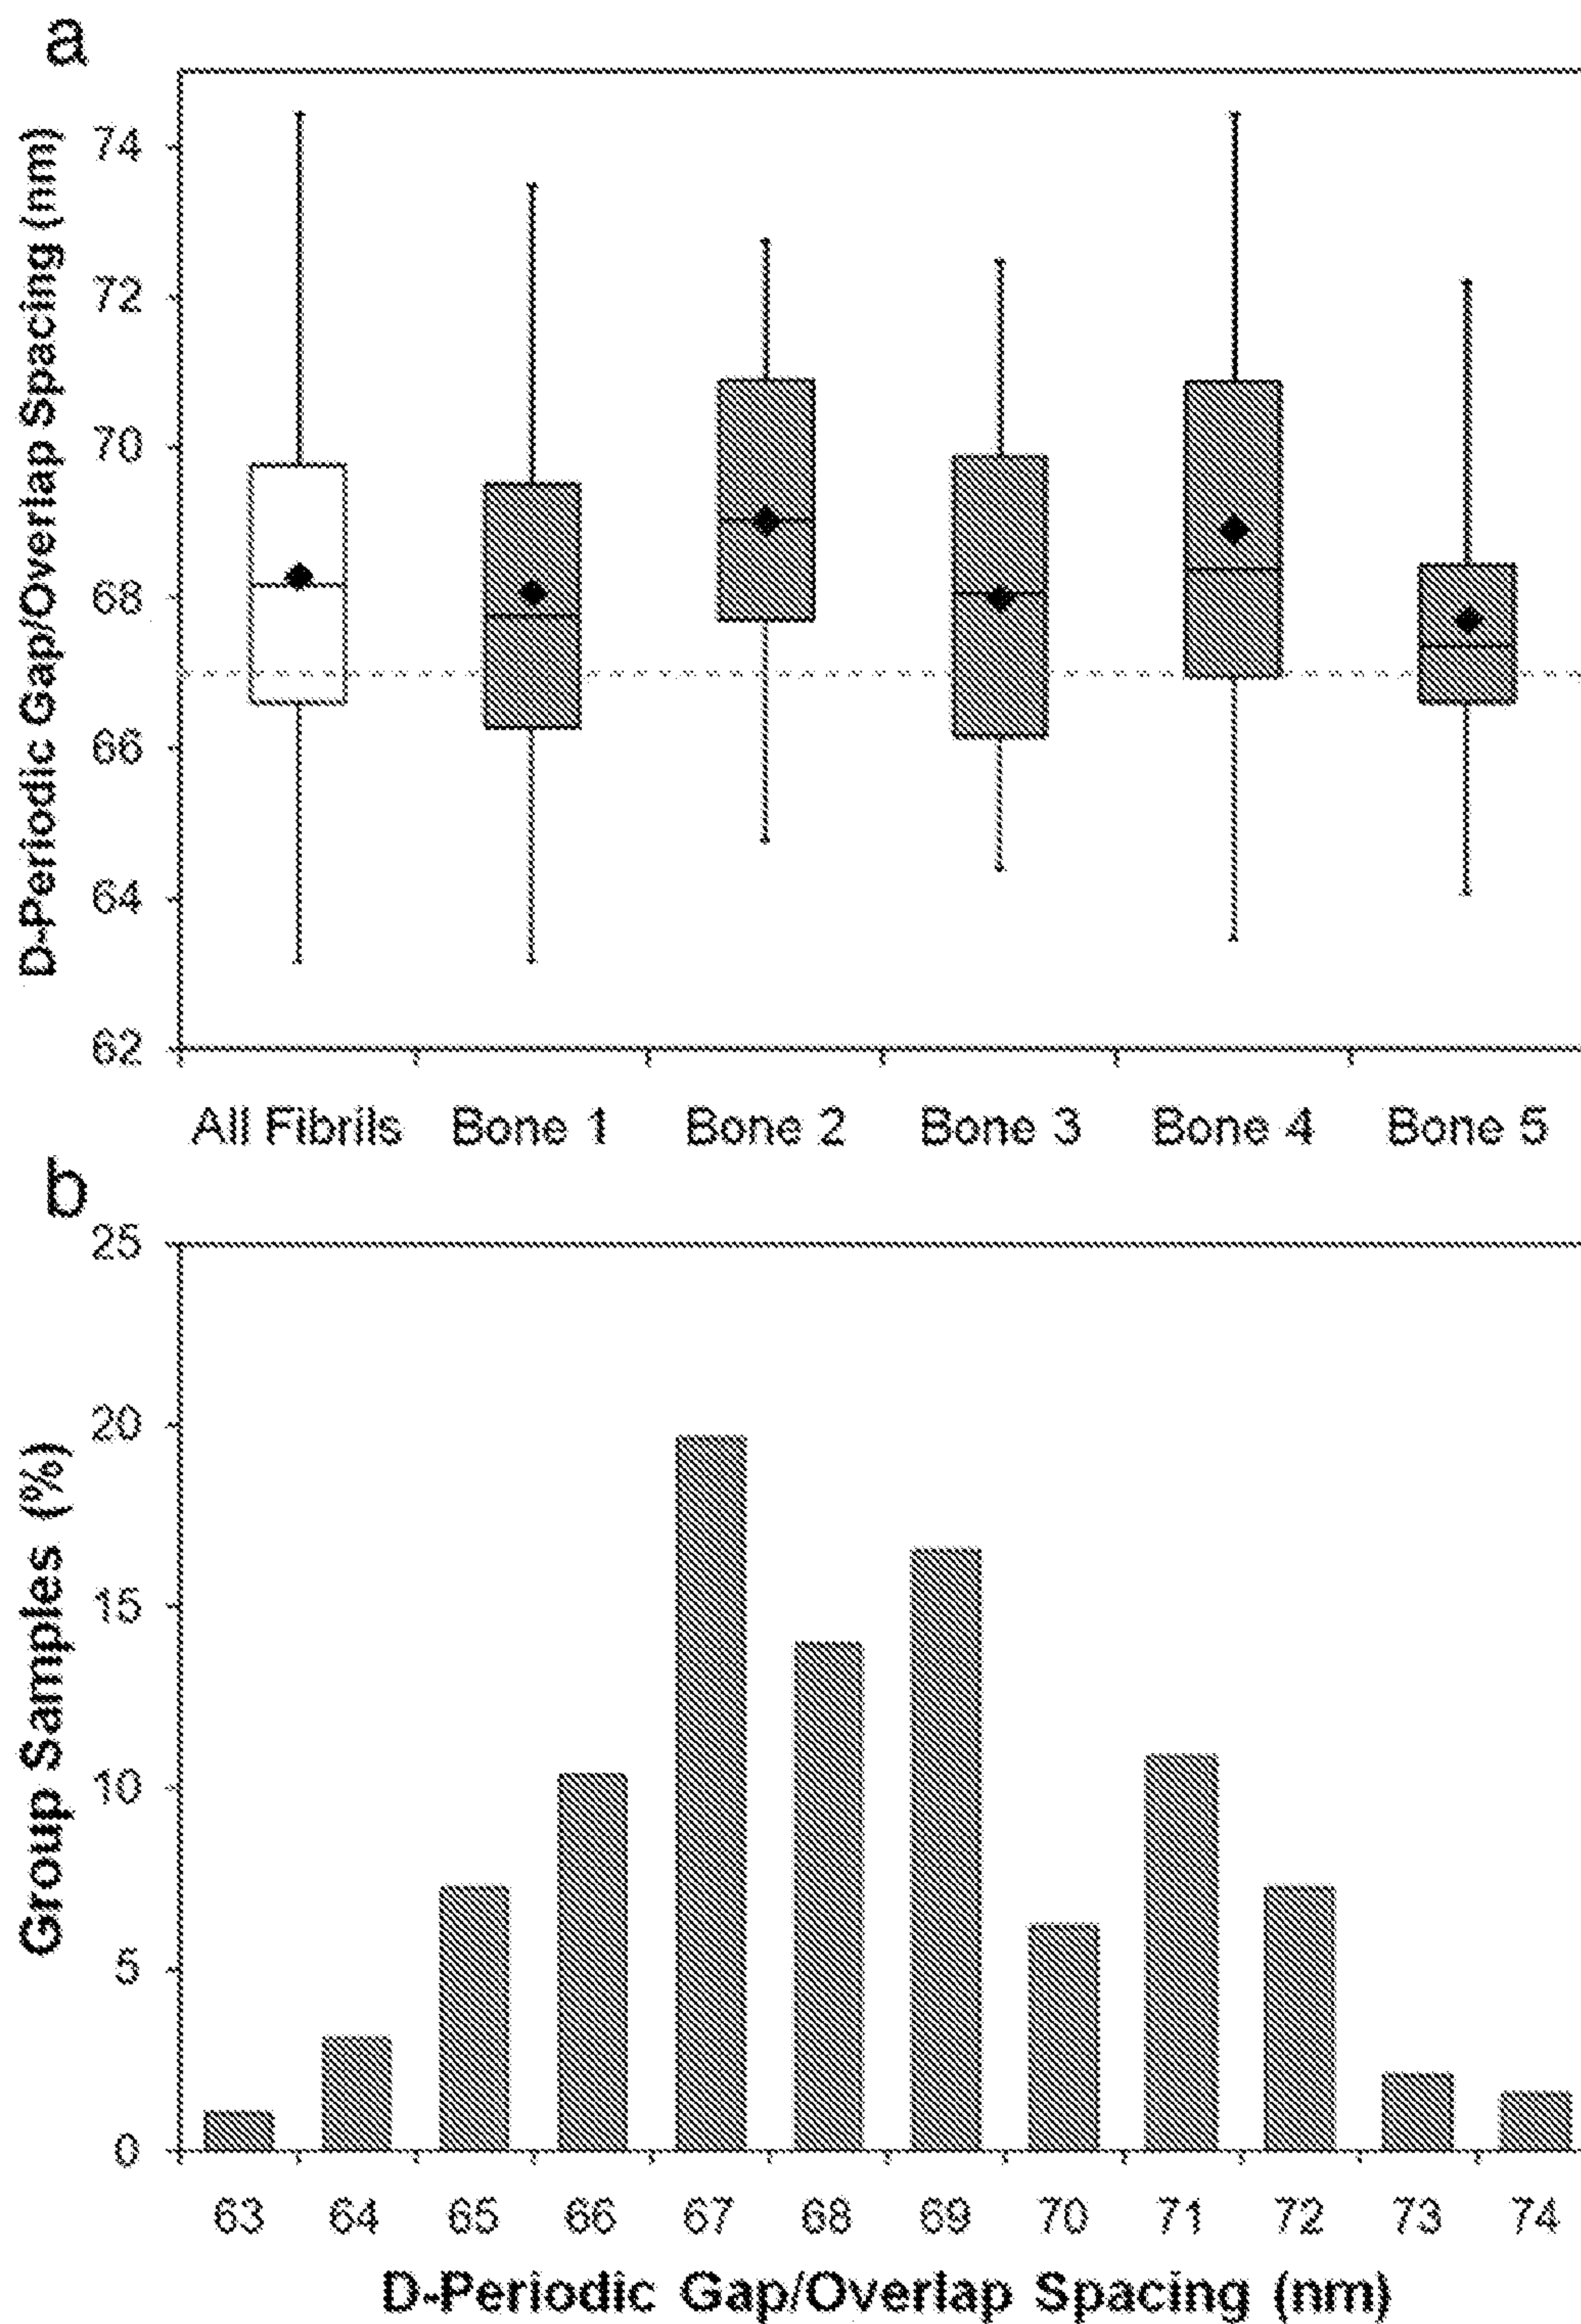 a
D-Periodic Gap/Overlap Spacing (nm)
74
72
70
68
66
64
62
All Fibrils Bone 1 Bone 2 Bone 3 Bone 4 Bone 5
b
Group Samples (%)
25
20
15
10
5
0
63 64 65 66 67 68 69 70 71 72 73 74
D-Periodic Gap/Overlap Spacing (nm)